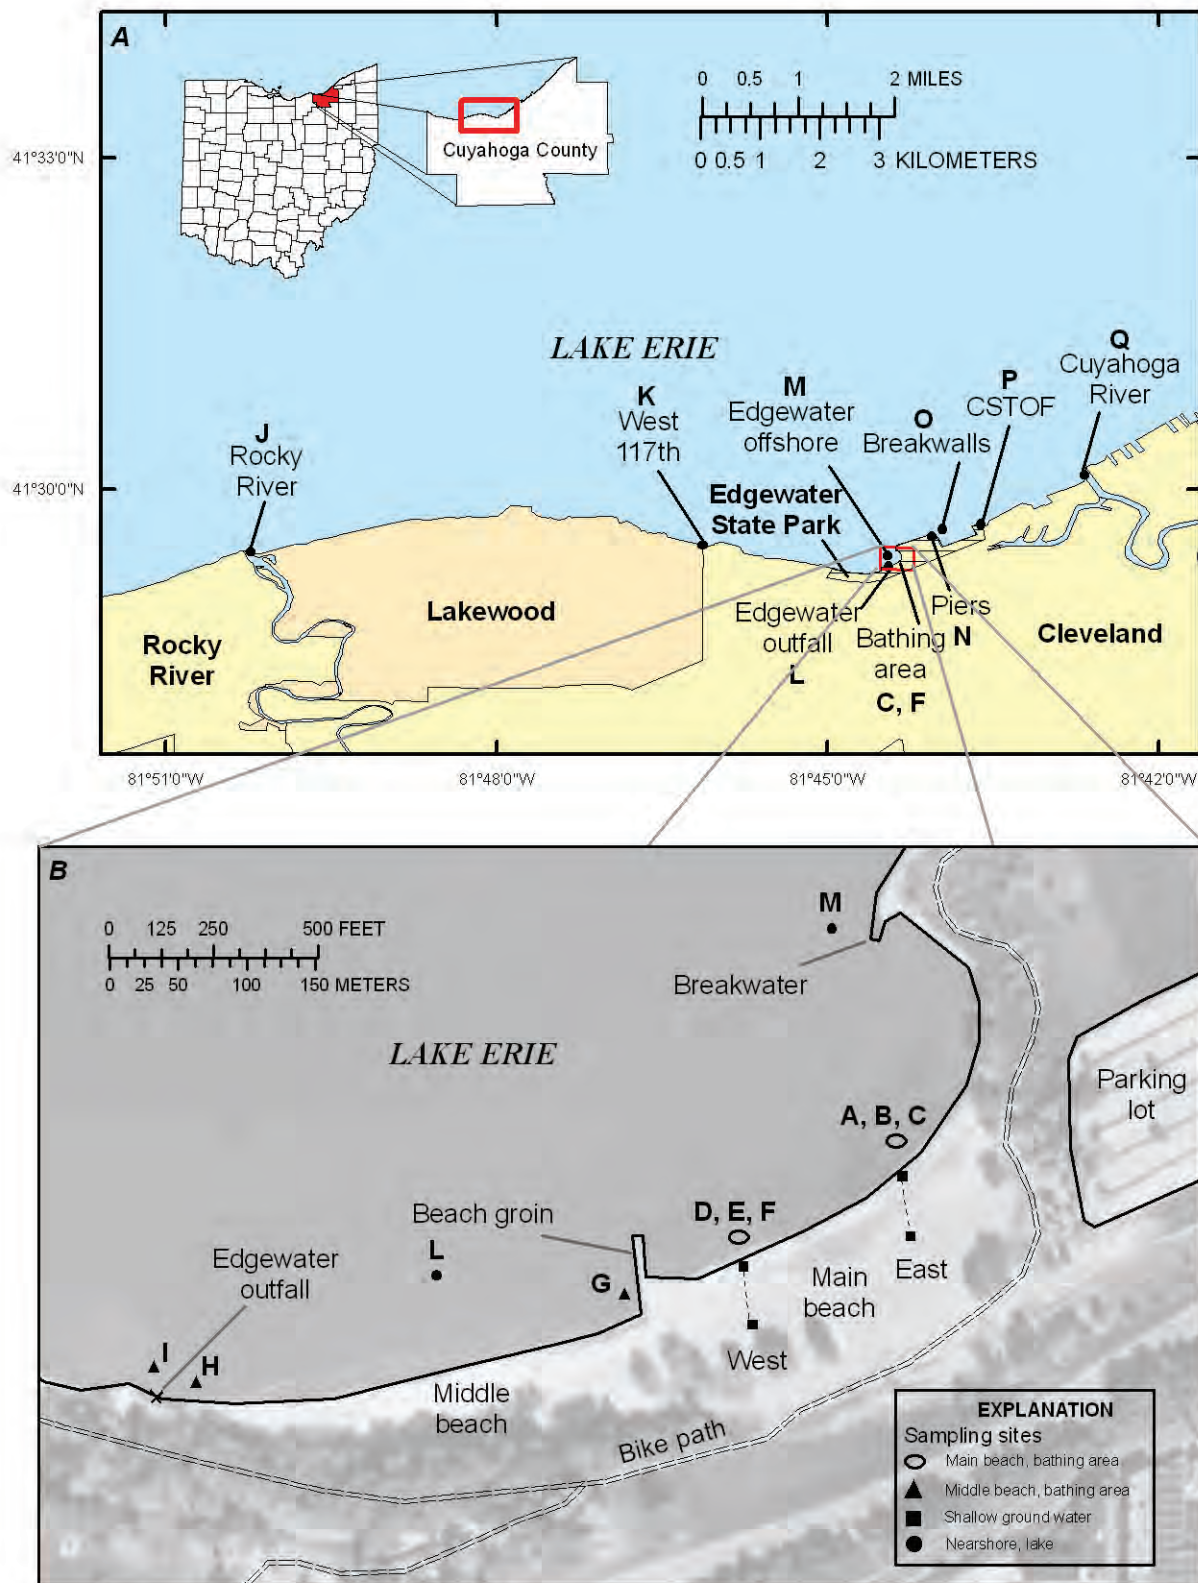 A
0 0.5 1 2 MILES
0 0.5 1 2 3 KILOMETERS
Cuyahoga County
41°33'0"N
LAKE ERIE
Q
Cuyahoga
River
P
CSTOF
M
Edgewater
offshore
O
Breakwalls
K
West
117th
J
Rocky
River
41°30'0"N
Edgewater
State Park
Lakewood
Rocky
River
Edgewater
outfall
L
Bathing
area
C, F
Piers
N
Cleveland
81°51'0"W 81°48'0"W 81°45'0"W 81°42'0"W
B
0 125 250 500 FEET
0 25 50 100 150 METERS
M
Breakwater
LAKE ERIE
Parking
lot
A, B, C
D, E, F
Beach groin
L
Edgewater
outfall
G
East
Main
beach
West
I
H
Middle
beach
Bike path
EXPLANATION
Sampling sites
Main beach, bathing area
Middle beach, bathing area
Shallow ground water
Nearshore, lake